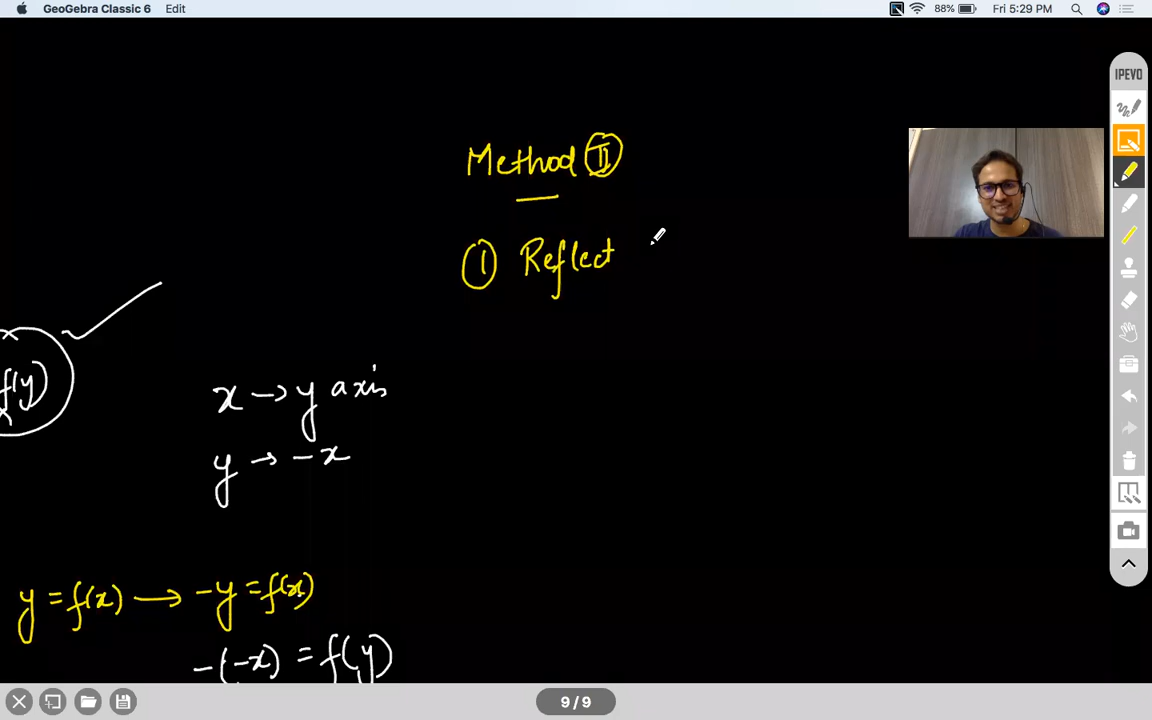 GeoGebra Classic 6 Edit
88% Fri 5:29 PM
IPEVO
Method II
① Reflect
f(y)
x → y axis
y → -x
y = f(x) → -y = f(x)
-(-x) = f(y)
9 / 9